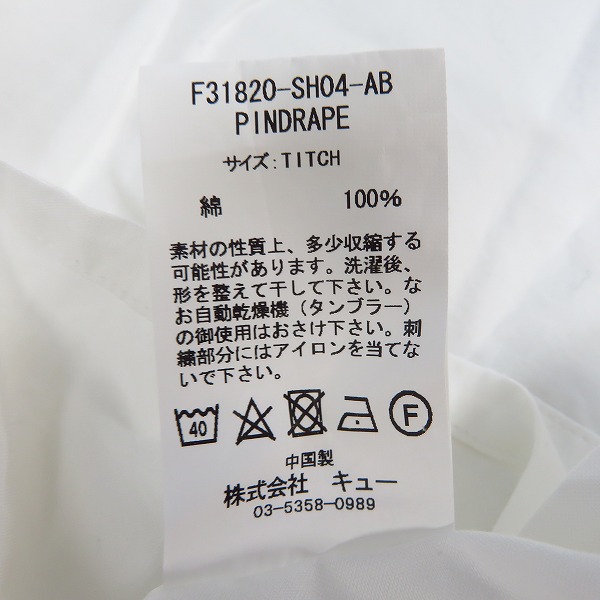 F31820-SH04-AB
PINDRAPE
サイズ:TITCH
綿 100%
素材の性質上、多少収縮する
可能性があります。洗濯後、
形を整えて干して下さい。な
お自動乾燥機(タンブラー)
の御使用はおさけ下さい。刺
繍部分にはアイロンを当てな
いで下さい。
40 F
中国製
株式会社 キュー
03-5358-0989